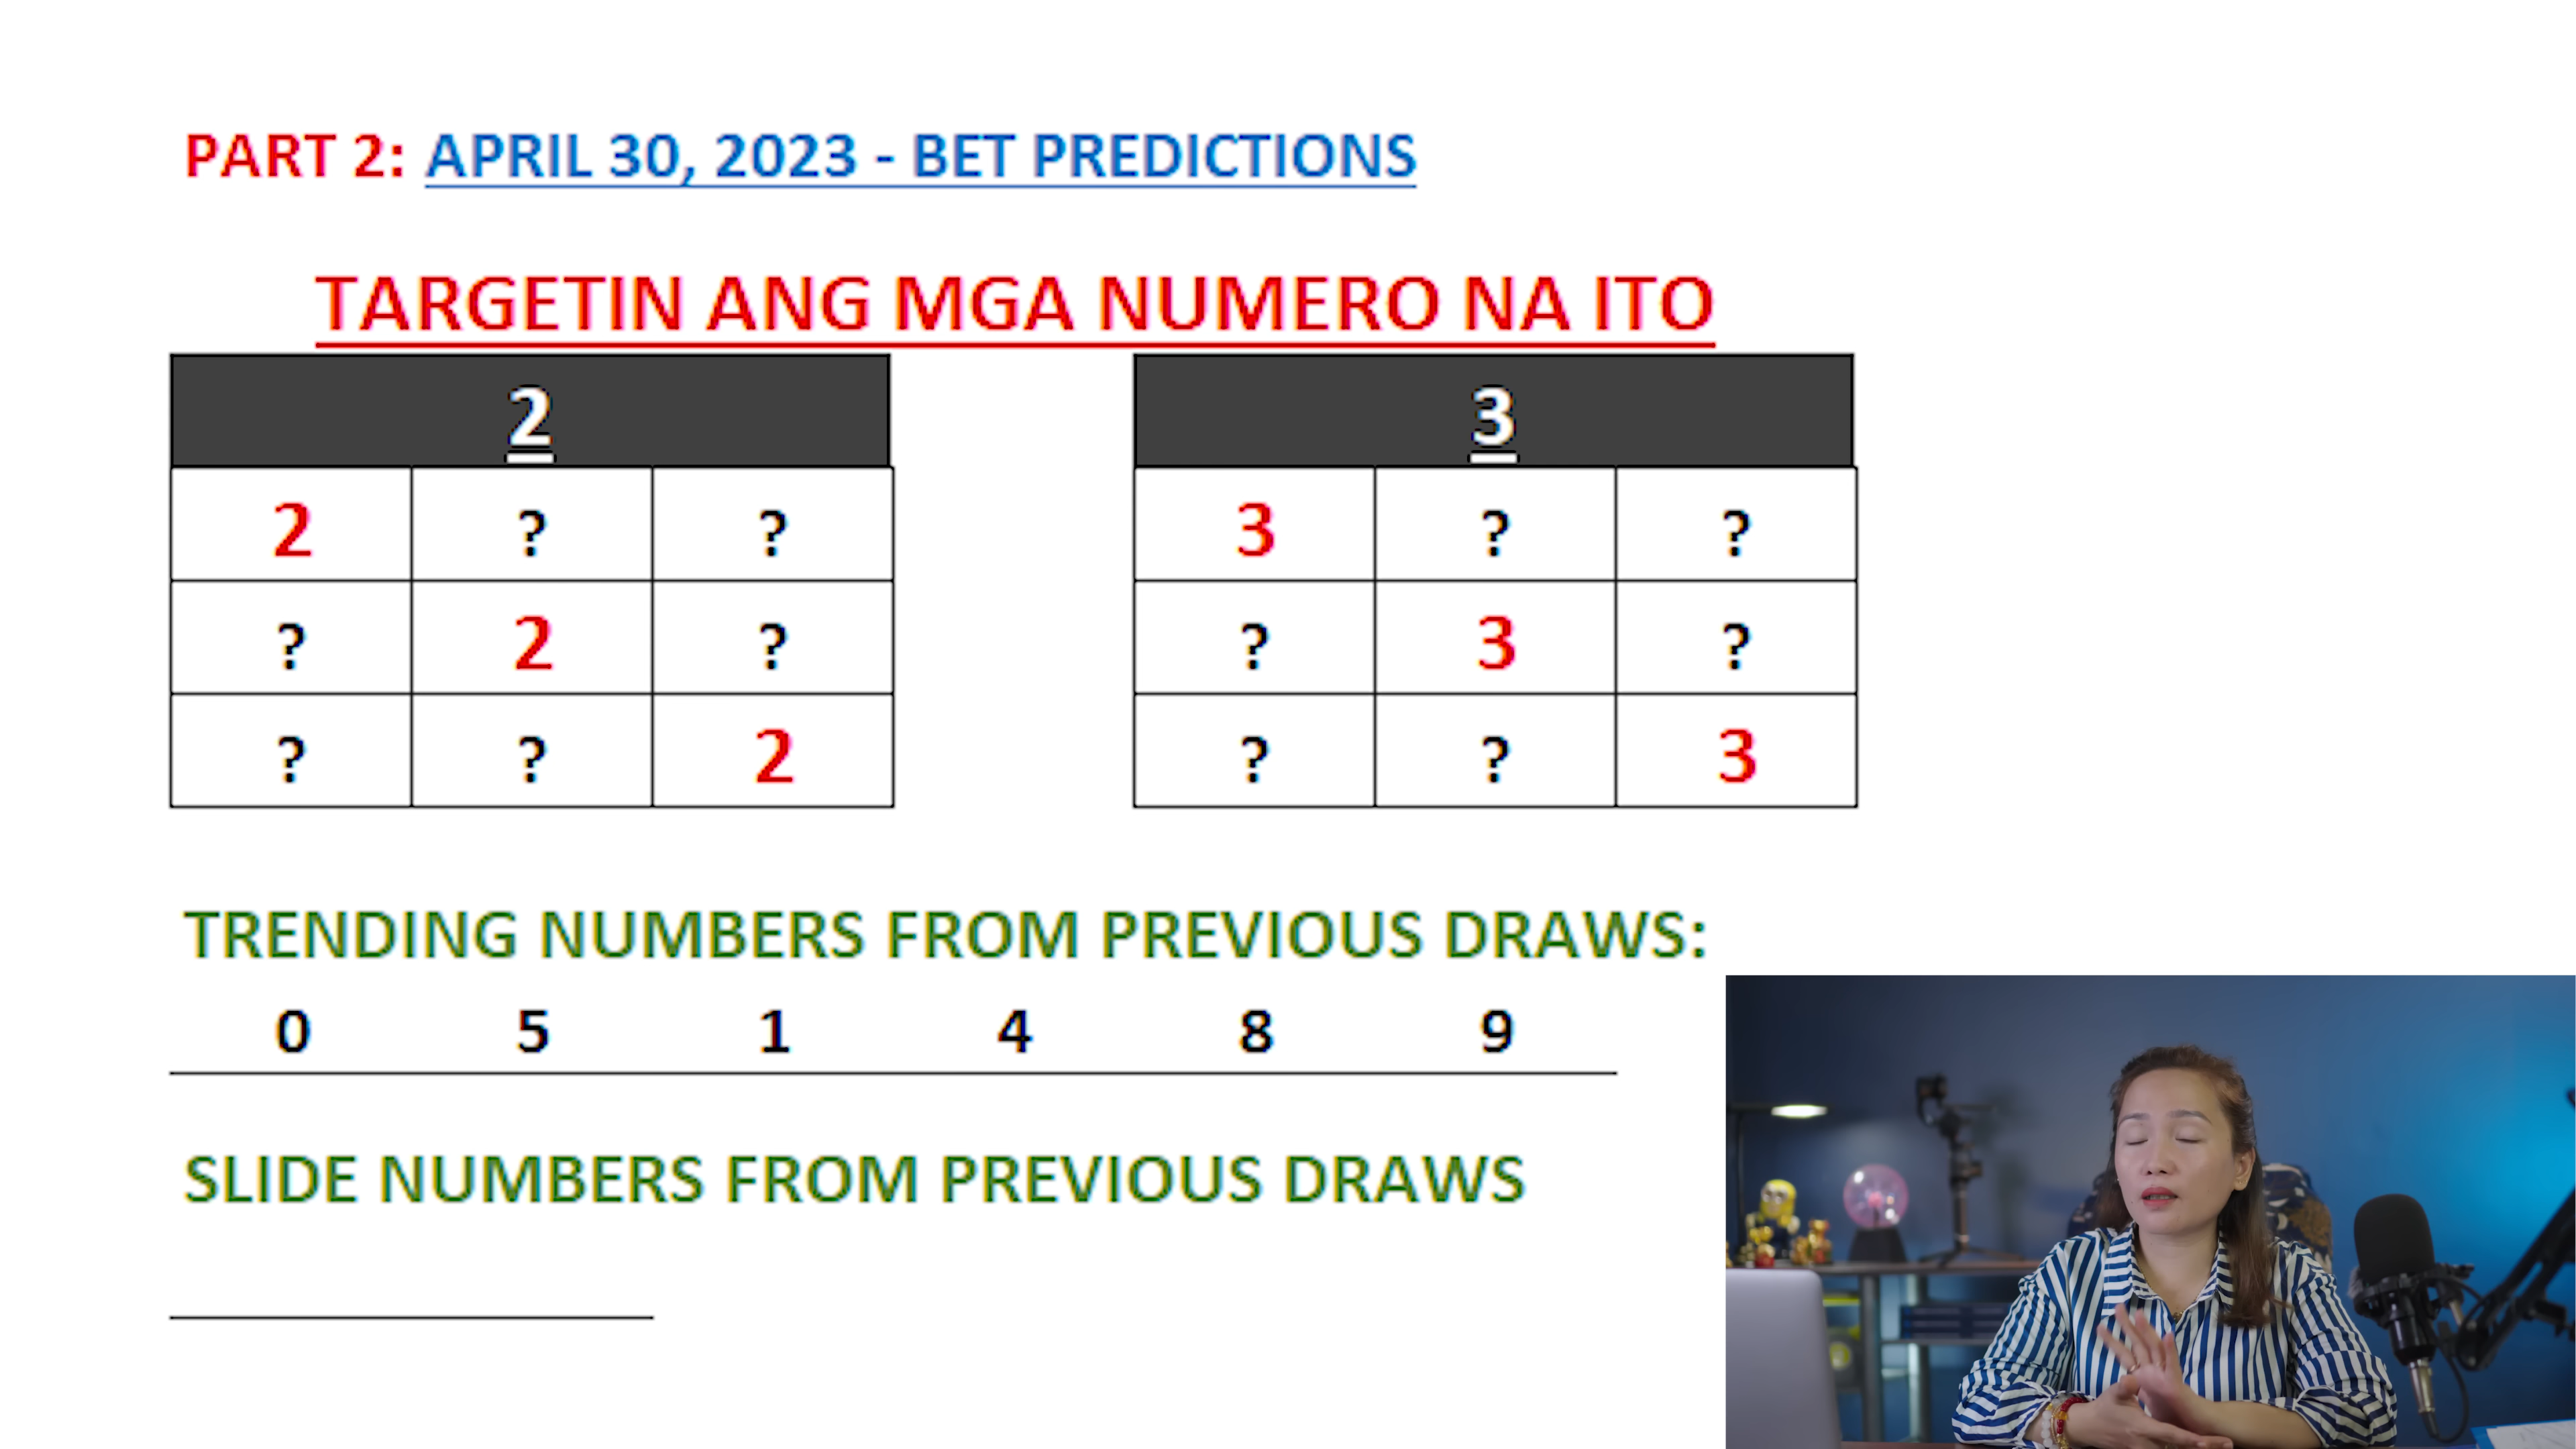 PART 2: APRIL 30, 2023 - BET PREDICTIONS
TARGETIN ANG MGA NUMERO NA ITO
2
2 ? ?
? 2 ?
? ? 2
3
3 ? ?
? 3 ?
? ? 3
TRENDING NUMBERS FROM PREVIOUS DRAWS:
0 5 1 4 8 9
SLIDE NUMBERS FROM PREVIOUS DRAWS